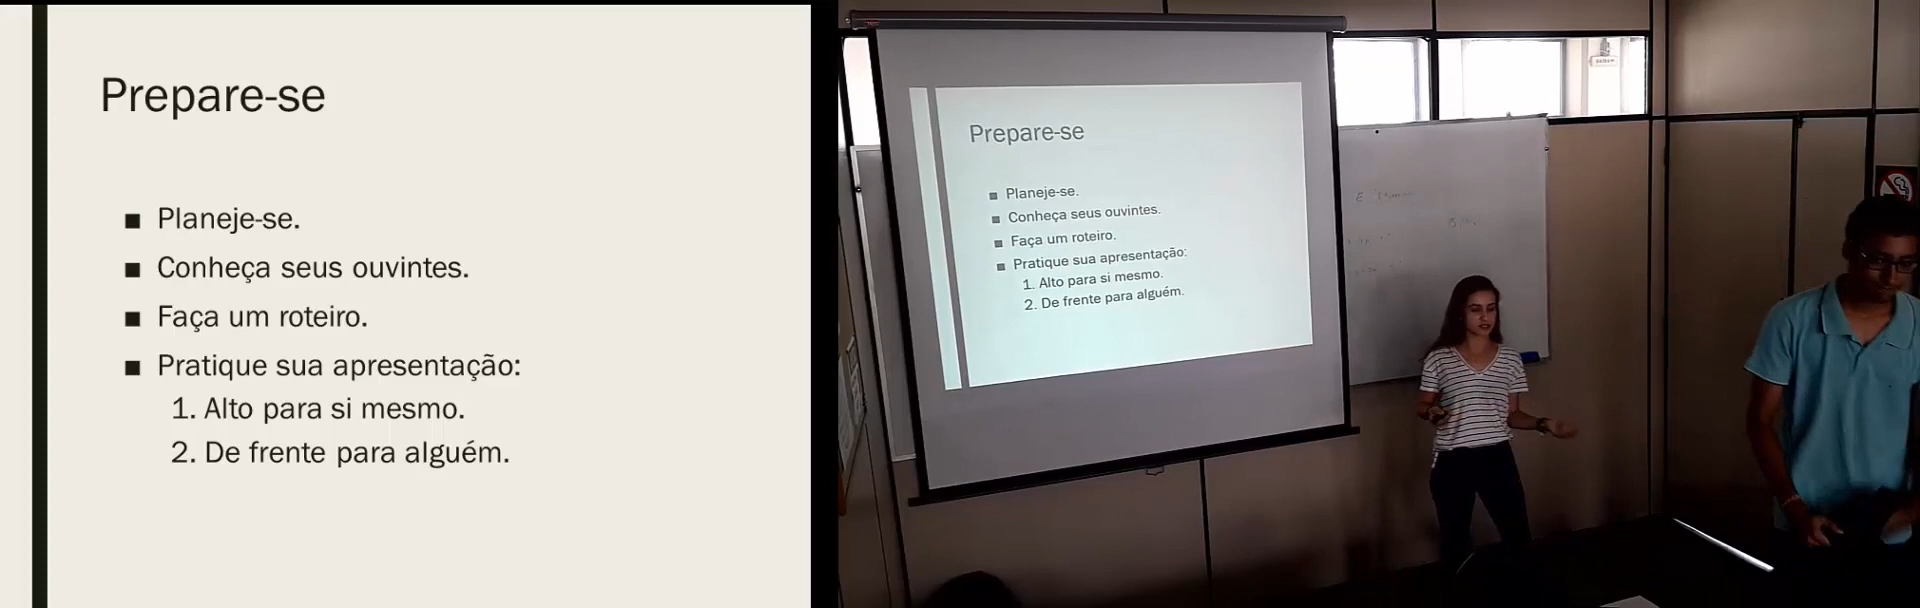 Prepare-se
■ Planeje-se.
■ Conheça seus ouvintes.
■ Faça um roteiro.
■ Pratique sua apresentação:
1. Alto para si mesmo.
2. De frente para alguém.
Prepare-se
■ Planeje-se.
■ Conheça seus ouvintes.
■ Faça um roteiro.
■ Pratique sua apresentação:
1. Alto para si mesmo.
2. De frente para alguém.